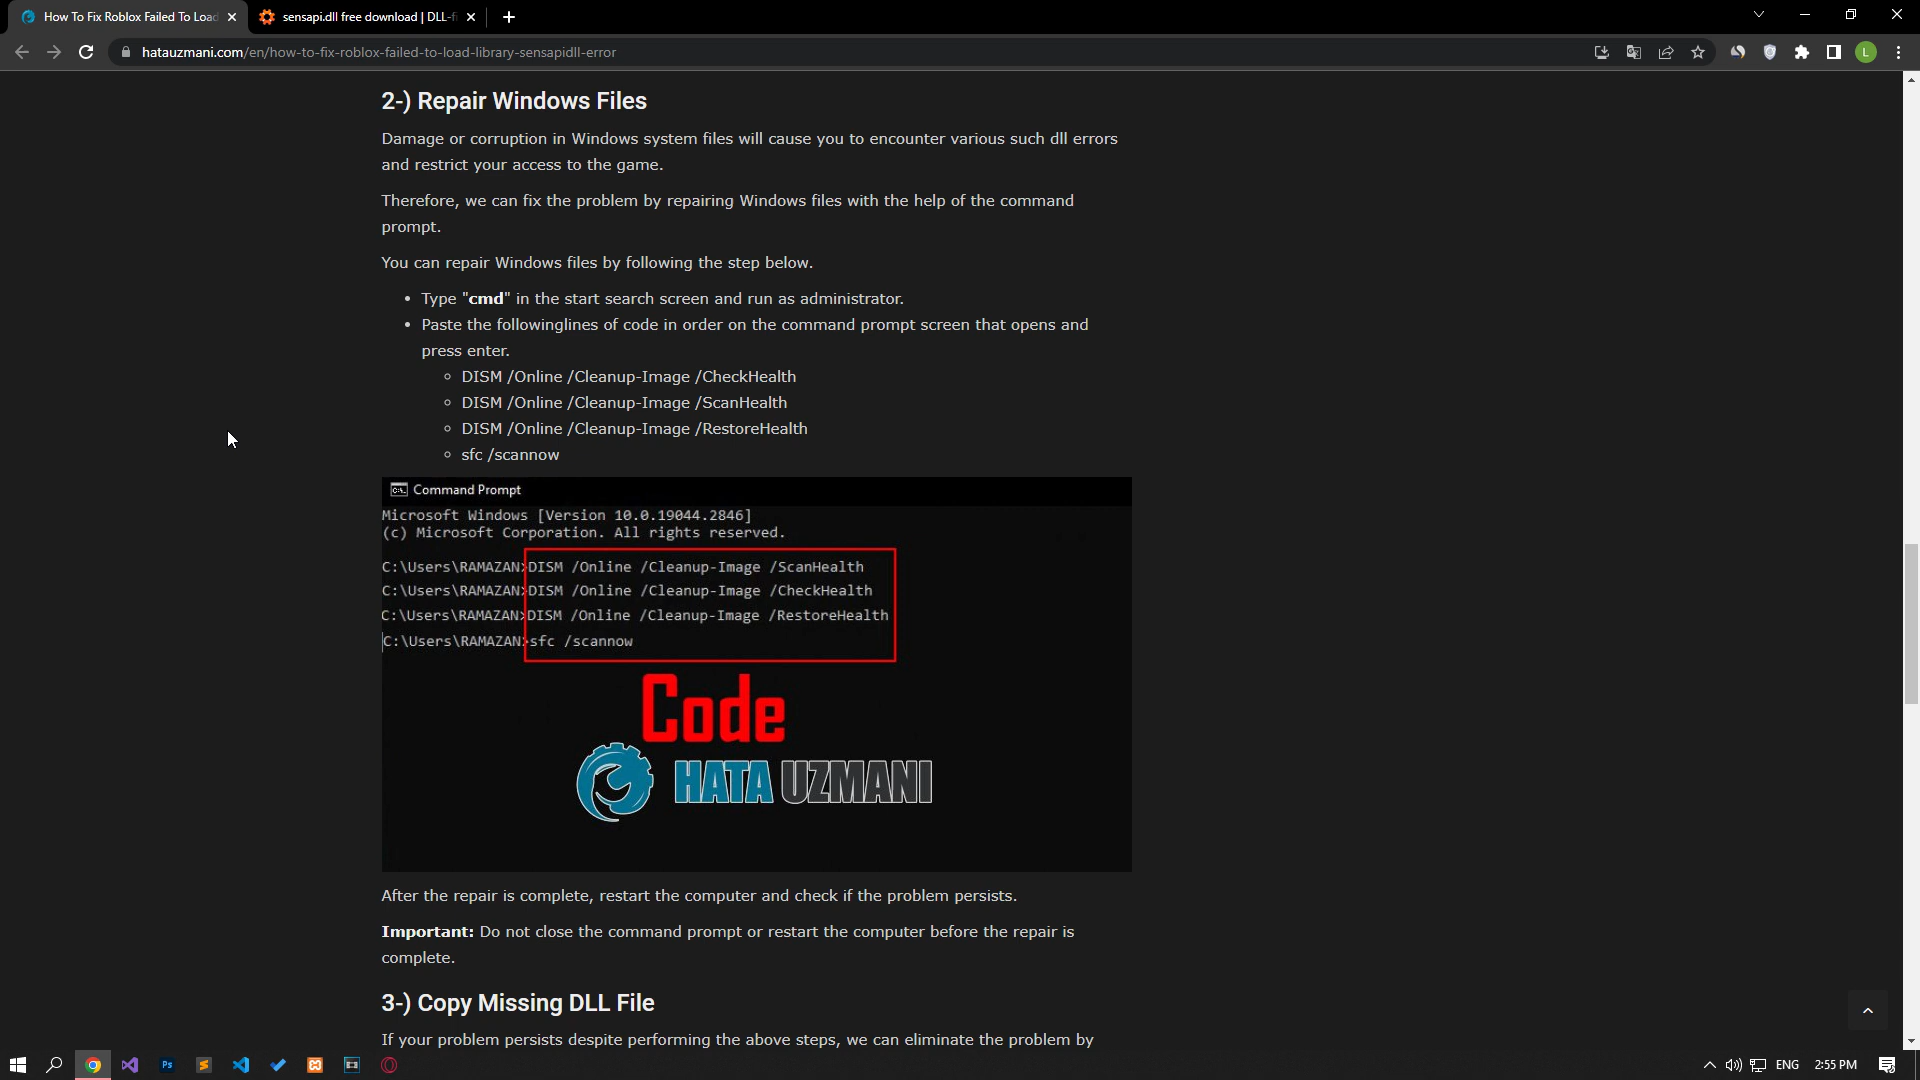 How To Fix Roblox Failed To Load
sensapi.dll free download | DLL-fi
hatauzmani.com/en/how-to-fix-roblox-failed-to-load-library-sensapidll-error
L
2-) Repair Windows Files
Damage or corruption in Windows system files will cause you to encounter various such dll errors
and restrict your access to the game.
Therefore, we can fix the problem by repairing Windows files with the help of the command
prompt.
You can repair Windows files by following the step below.
Type "cmd" in the start search screen and run as administrator.
Paste the followinglines of code in order on the command prompt screen that opens and
press enter.
DISM /Online /Cleanup-Image /CheckHealth
DISM /Online /Cleanup-Image /ScanHealth
DISM /Online /Cleanup-Image /RestoreHealth
sfc /scannow
Command Prompt
Microsoft Windows [Version 10.0.19044.2846]
(c) Microsoft Corporation. All rights reserved.
C:\Users\RAMAZAN>DISM /Online /Cleanup-Image /ScanHealth
C:\Users\RAMAZAN>DISM /Online /Cleanup-Image /CheckHealth
C:\Users\RAMAZAN>DISM /Online /Cleanup-Image /RestoreHealth
C:\Users\RAMAZAN>sfc /scannow
Code
HATA UZMANI
After the repair is complete, restart the computer and check if the problem persists.
Important: Do not close the command prompt or restart the computer before the repair is
complete.
3-) Copy Missing DLL File
If your problem persists despite performing the above steps, we can eliminate the problem by
Ps
ENG
2:55 PM